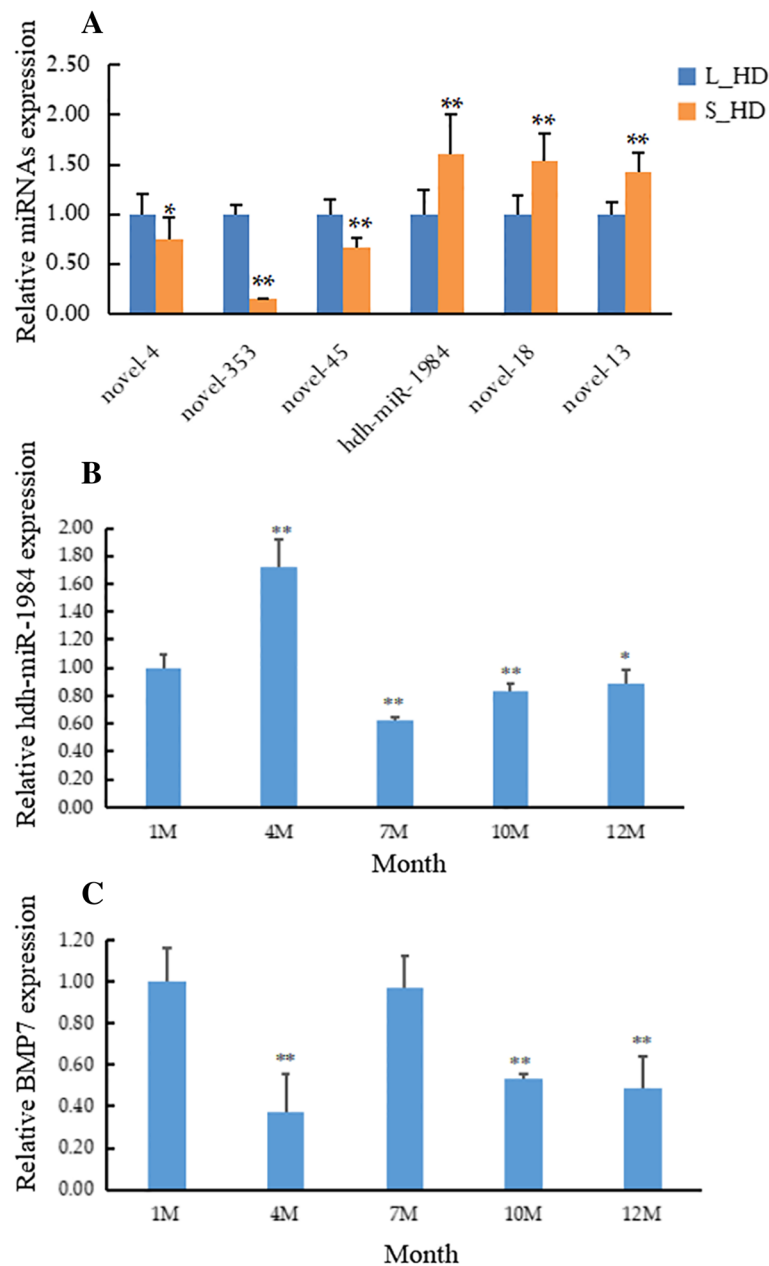 A
Relative miRNAs expression
2.50
2.00
1.50
1.00
0.50
0.00
L_HD
S_HD
*
**
**
**
**
**
novel-4
novel-353
novel-45
hdh-miR-1984
novel-18
novel-13
B
Relative hdh-miR-1984 expression
2.00
1.80
1.60
1.40
1.20
1.00
0.80
0.60
0.40
0.20
0.00
**
**
**
*
1M
4M
7M
10M
12M
Month
C
Relative BMP7 expression
1.20
1.00
0.80
0.60
0.40
0.20
0.00
**
**
**
1M
4M
7M
10M
12M
Month